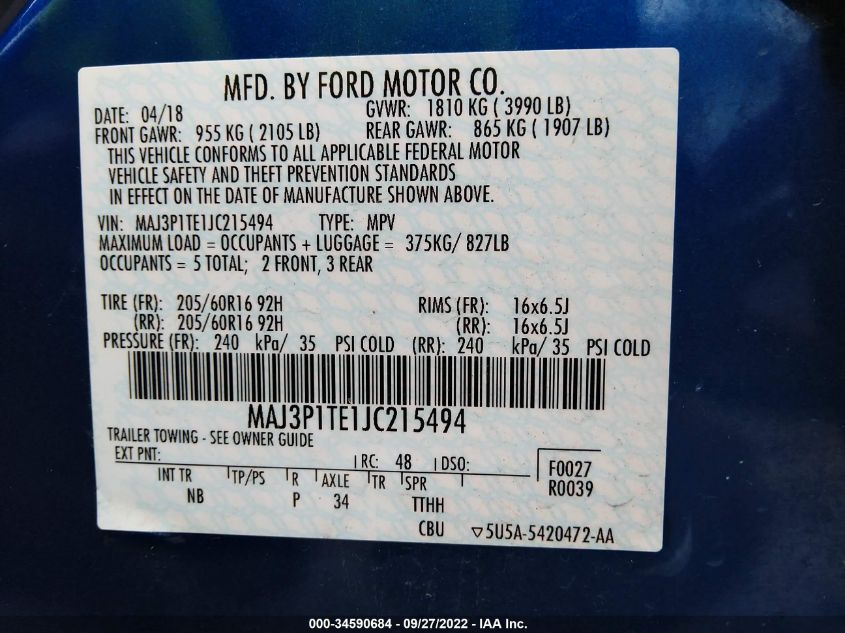 MFD. BY FORD MOTOR CO.
DATE: 04/18 GVWR: 1810 KG ( 3990 LB)
FRONT GAWR: 955 KG ( 2105 LB) REAR GAWR: 865 KG ( 1907 LB)
THIS VEHICLE CONFORMS TO ALL APPLICABLE FEDERAL MOTOR
VEHICLE SAFETY AND THEFT PREVENTION STANDARDS
IN EFFECT ON THE DATE OF MANUFACTURE SHOWN ABOVE.
VIN: MAJ3P1TE1JC215494 TYPE: MPV
MAXIMUM LOAD = OCCUPANTS + LUGGAGE = 375KG/ 827LB
OCCUPANTS = 5 TOTAL; 2 FRONT, 3 REAR
TIRE (FR): 205/60R16 92H RIMS (FR): 16x6.5J
(RR): 205/60R16 92H (RR): 16x6.5J
PRESSURE (FR): 240 kPa/ 35 PSI COLD (RR): 240 kPa/ 35 PSI COLD
MAJ3P1TE1JC215494
TRAILER TOWING - SEE OWNER GUIDE
EXT PNT: RC: 48 DSO: F0027
R0039
INT TR TP/PS R AXLE TR SPR
NB P 34 TTHH
CBU ▽5U5A-5420472-AA
000-34590684 - 09/27/2022 - IAA Inc.